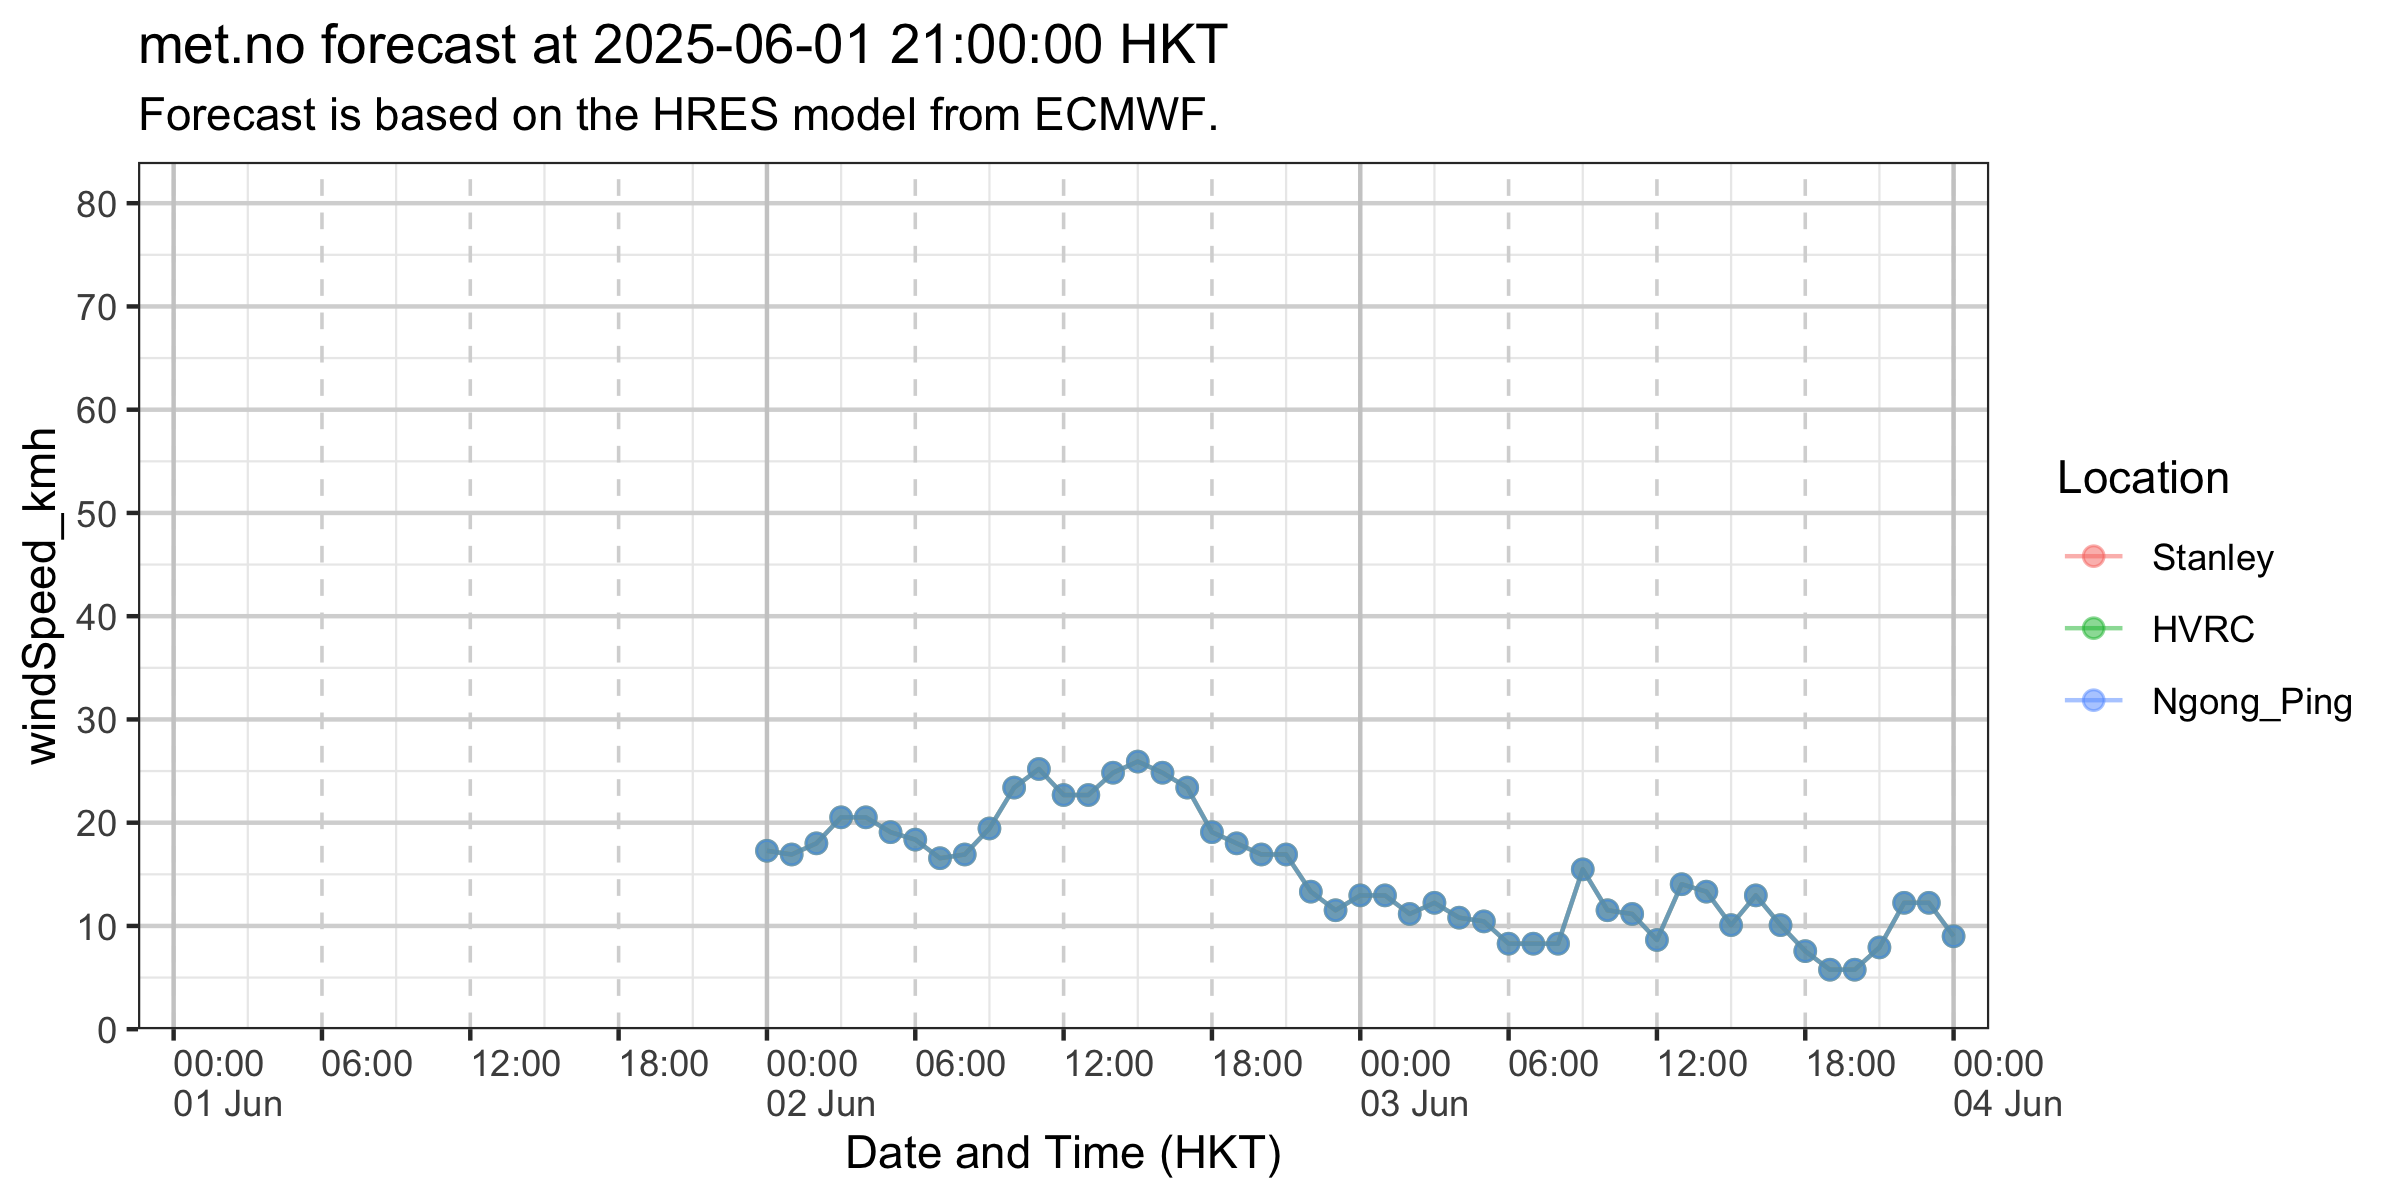 met.no forecast at 2025-06-01 21:00:00 HKT
Forecast is based on the HRES model from ECMWF.
windSpeed_kmh
80
70
60
50
40
30
20
10
0
00:00 06:00 12:00 18:00 00:00 06:00 12:00 18:00 00:00 06:00 12:00 18:00 00:00
01 Jun 02 Jun 03 Jun 04 Jun
Date and Time (HKT)
Location
Stanley
HVRC
Ngong_Ping